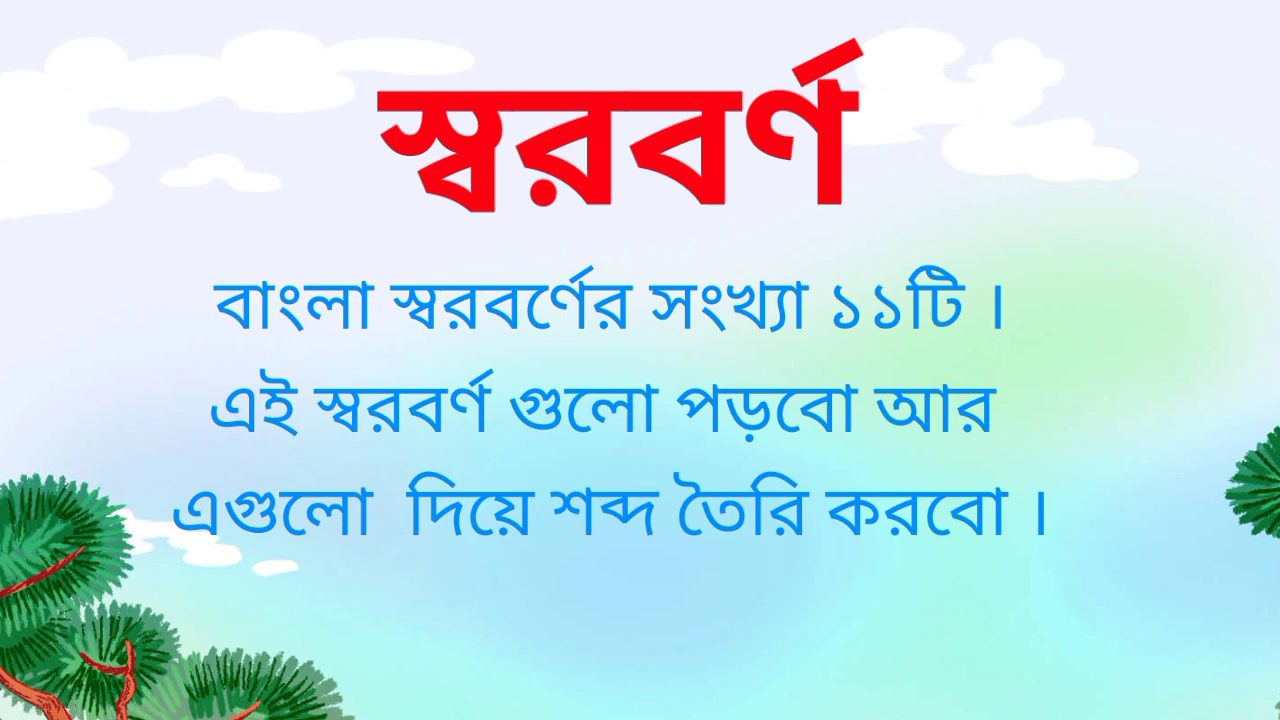 স্বরবর্ণ
বাংলা স্বরবর্ণের সংখ্যা ১১টি ।
এই স্বরবর্ণ গুলো পড়বো আর
এগুলো দিয়ে শব্দ তৈরি করবো ।